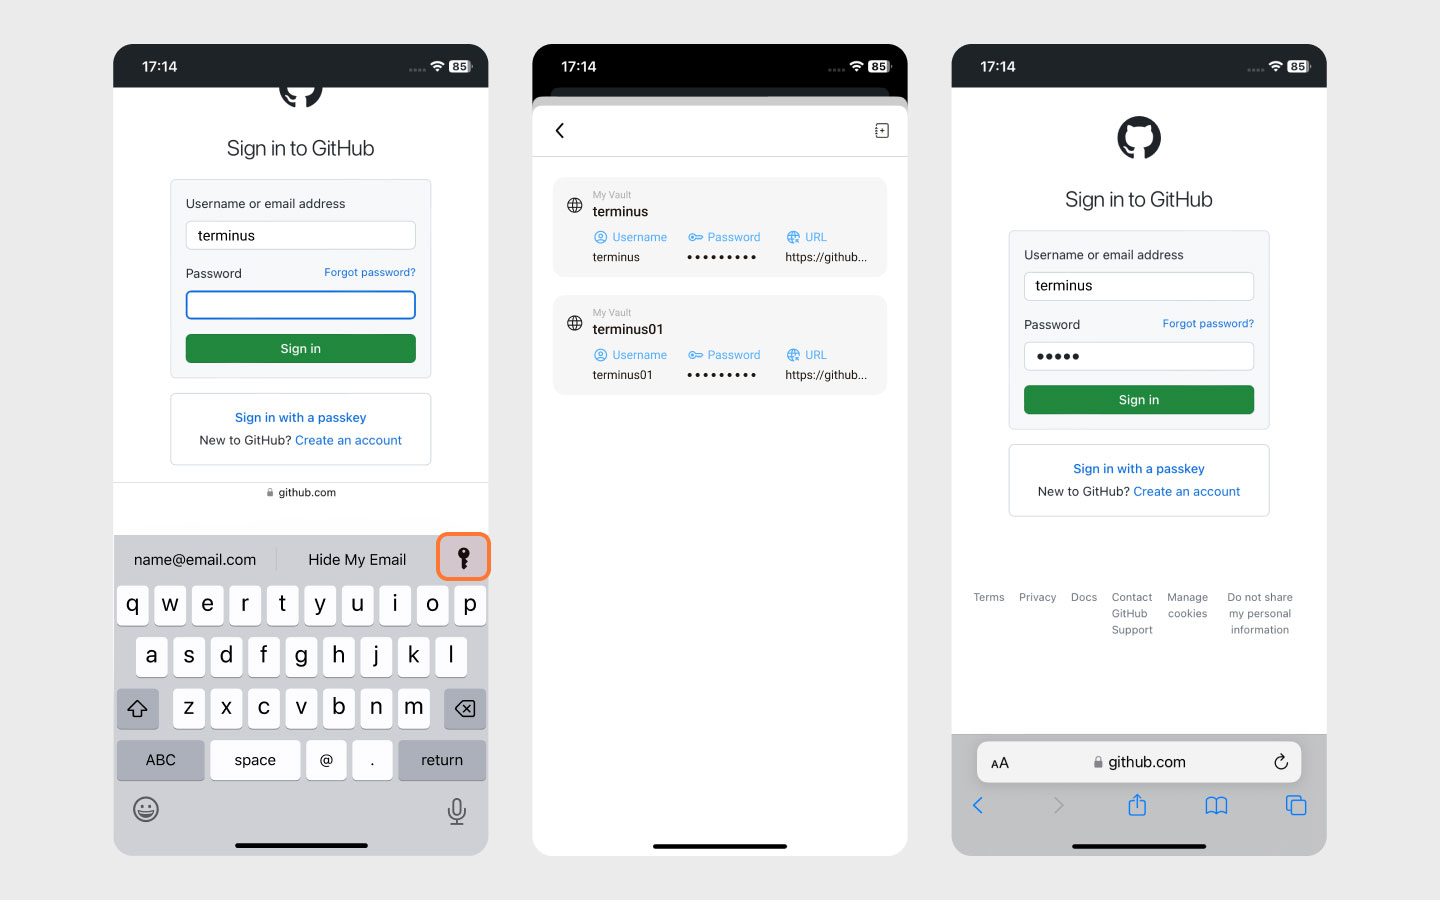 17:14
85
Sign in to GitHub
Username or email address
terminus
Password Forgot password?
Sign in
Sign in with a passkey
New to GitHub? Create an account
github.com
name@email.com Hide My Email
q w e r t y u i o p
a s d f g h j k l
z x c v b n m
ABC space @ . return
17:14
85
My Vault
terminus
Username Password URL
terminus ••••••••• https://github...
My Vault
terminus01
Username Password URL
terminus01 ••••••••• https://github...
17:14
85
Sign in to GitHub
Username or email address
terminus
Password Forgot password?
•••••
Sign in
Sign in with a passkey
New to GitHub? Create an account
Terms Privacy Docs Contact Manage Do not share
GitHub cookies my personal
Support information
AA github.com